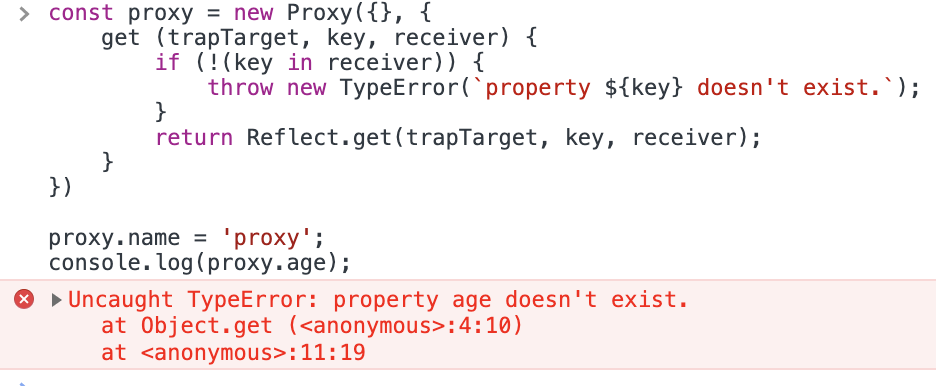 const proxy = new Proxy({}, {
    get (trapTarget, key, receiver) {
        if (!(key in receiver)) {
            throw new TypeError(`property ${key} doesn't exist.`);
        }
        return Reflect.get(trapTarget, key, receiver);
    }
})

proxy.name = 'proxy';
console.log(proxy.age);
Uncaught TypeError: property age doesn't exist.
    at Object.get (<anonymous>:4:10)
    at <anonymous>:11:19